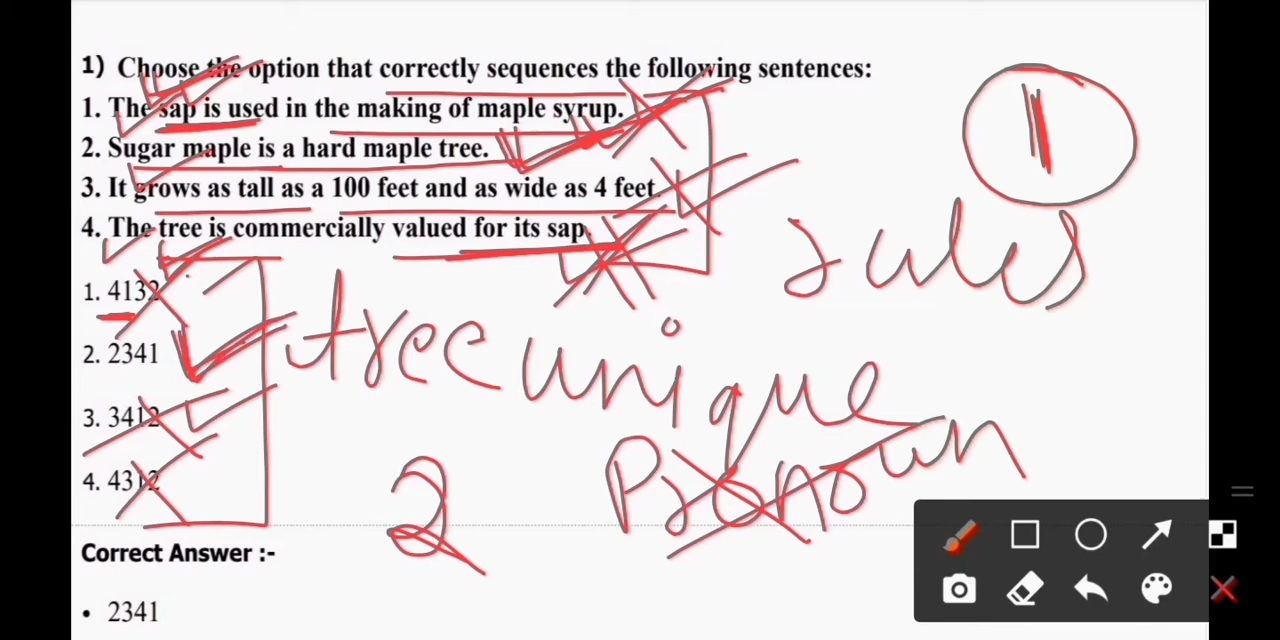 1) Choose the option that correctly sequences the following sentences:
1. The sap is used in the making of maple syrup.
2. Sugar maple is a hard maple tree.
3. It grows as tall as a 100 feet and as wide as 4 feet
4. The tree is commercially valued for its sap.
11
rules
1. 4132
tree unique
2. 2341
3. 3412
Pronoun
4. 4312
2
Correct Answer :-
• 2341